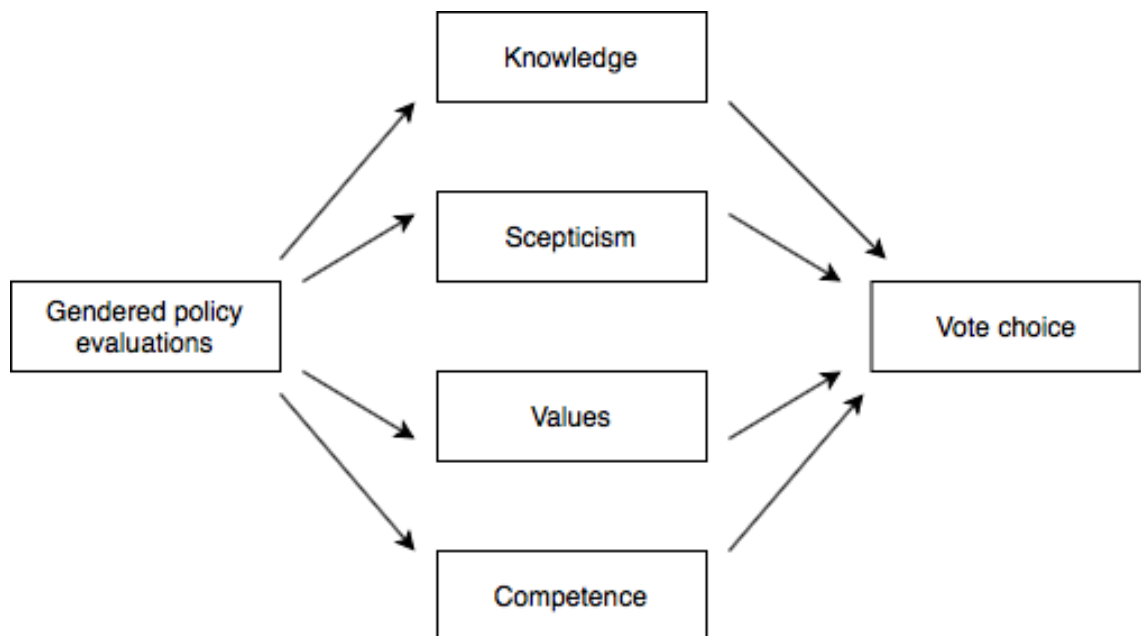 Knowledge
Scepticism
Gendered policy
evaluations
Vote choice
Values
Competence